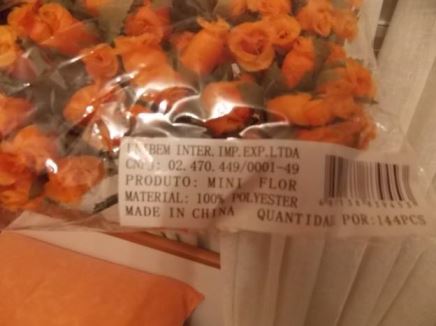 INTER.IMP.EXP.LTDA
CNPJ: 02.470.449/0001-49
PRODUTO: MINI FLOR
MATERIAL: 100% POLYESTER
MADE IN CHINA QUANTIDAD POR:144PCS